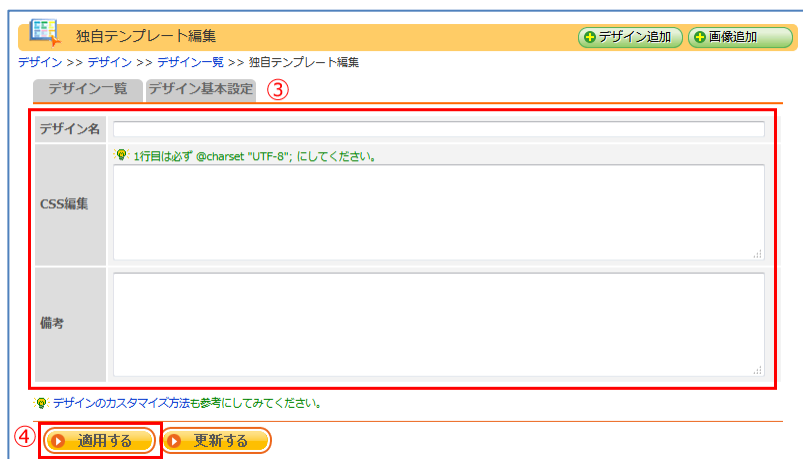 独自テンプレート編集
デザイン追加
画像追加
デザイン >> デザイン >> デザイン一覧 >> 独自テンプレート編集
デザイン一覧
デザイン基本設定
③
デザイン名
1行目は必ず @charset "UTF-8"; にしてください。
CSS編集
備考
デザインのカスタマイズ方法も参考にしてみてください。
④
適用する
更新する